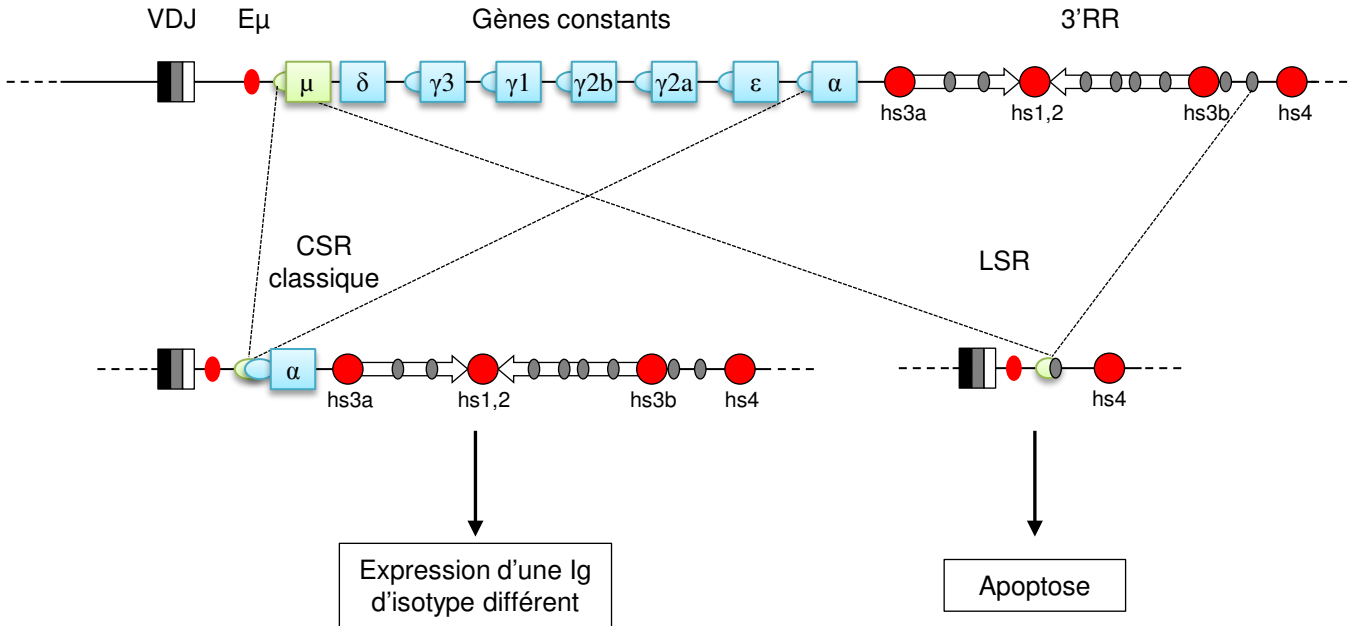 VDJ Eµ Gènes constants 3'RR
µ δ γ3 γ1 γ2b γ2a ε α
hs3a hs1,2 hs3b hs4
CSR
classique
LSR
α
hs3a hs1,2 hs3b hs4
hs4
Expression d'une Ig
d'isotype différent
Apoptose